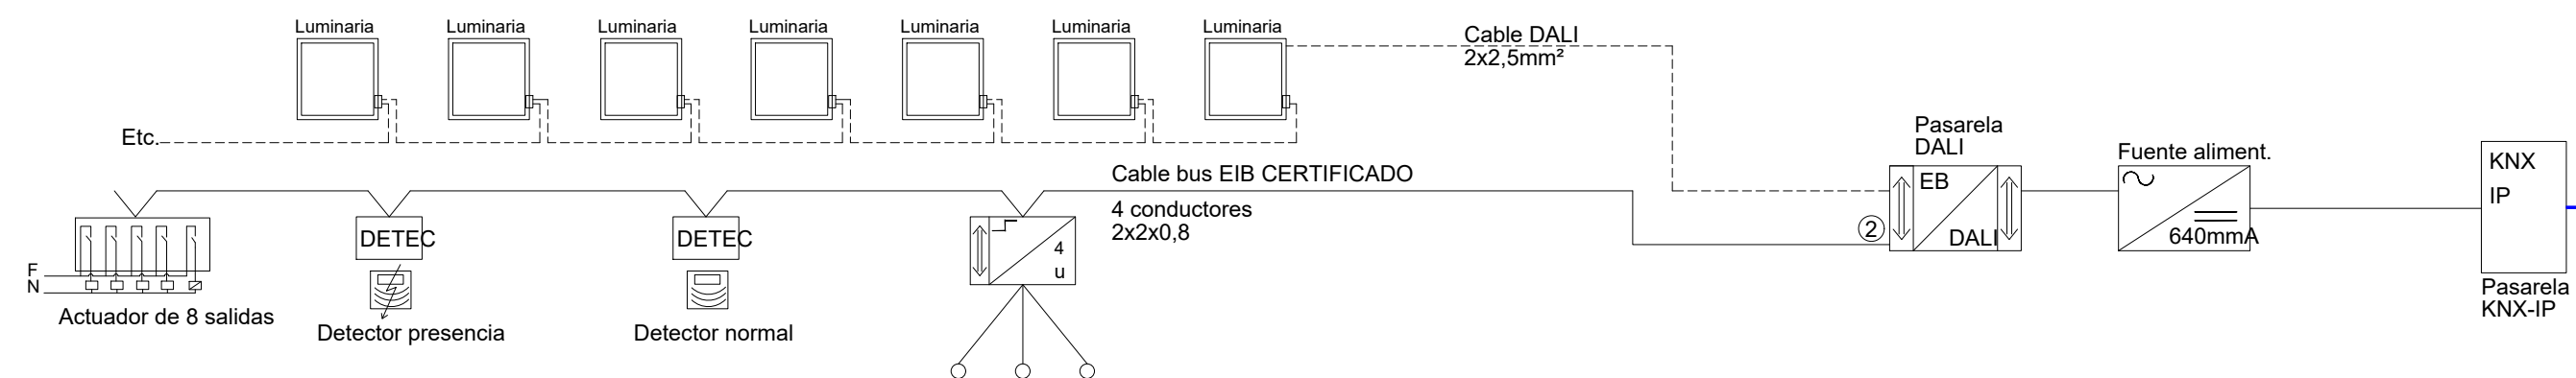 Luminaria
Luminaria
Luminaria
Luminaria
Luminaria
Luminaria
Luminaria
Cable DALI
2x2,5mm²
Etc.
Pasarela
DALI
Fuente aliment.
KNX
IP
Cable bus EIB CERTIFICADO
4 conductores
2x2x0,8
EB
DALI
2
640mmA
DETEC
DETEC
4
u
F
N
Actuador de 8 salidas
Detector presencia
Detector normal
Pasarela
KNX-IP